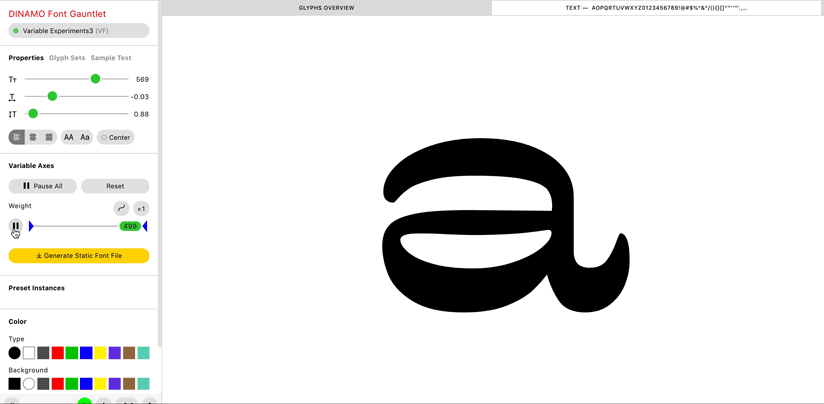 DINAMO Font Gauntlet
Variable Experiments3 (VF)
Properties Glyph Sets Sample Text
569
-0.03
0.88
AA Aa Center
Variable Axes
Pause All Reset
Weight
×1
499
Generate Static Font File
Preset Instances
Color
Type
Background
GLYPHS OVERVIEW
a